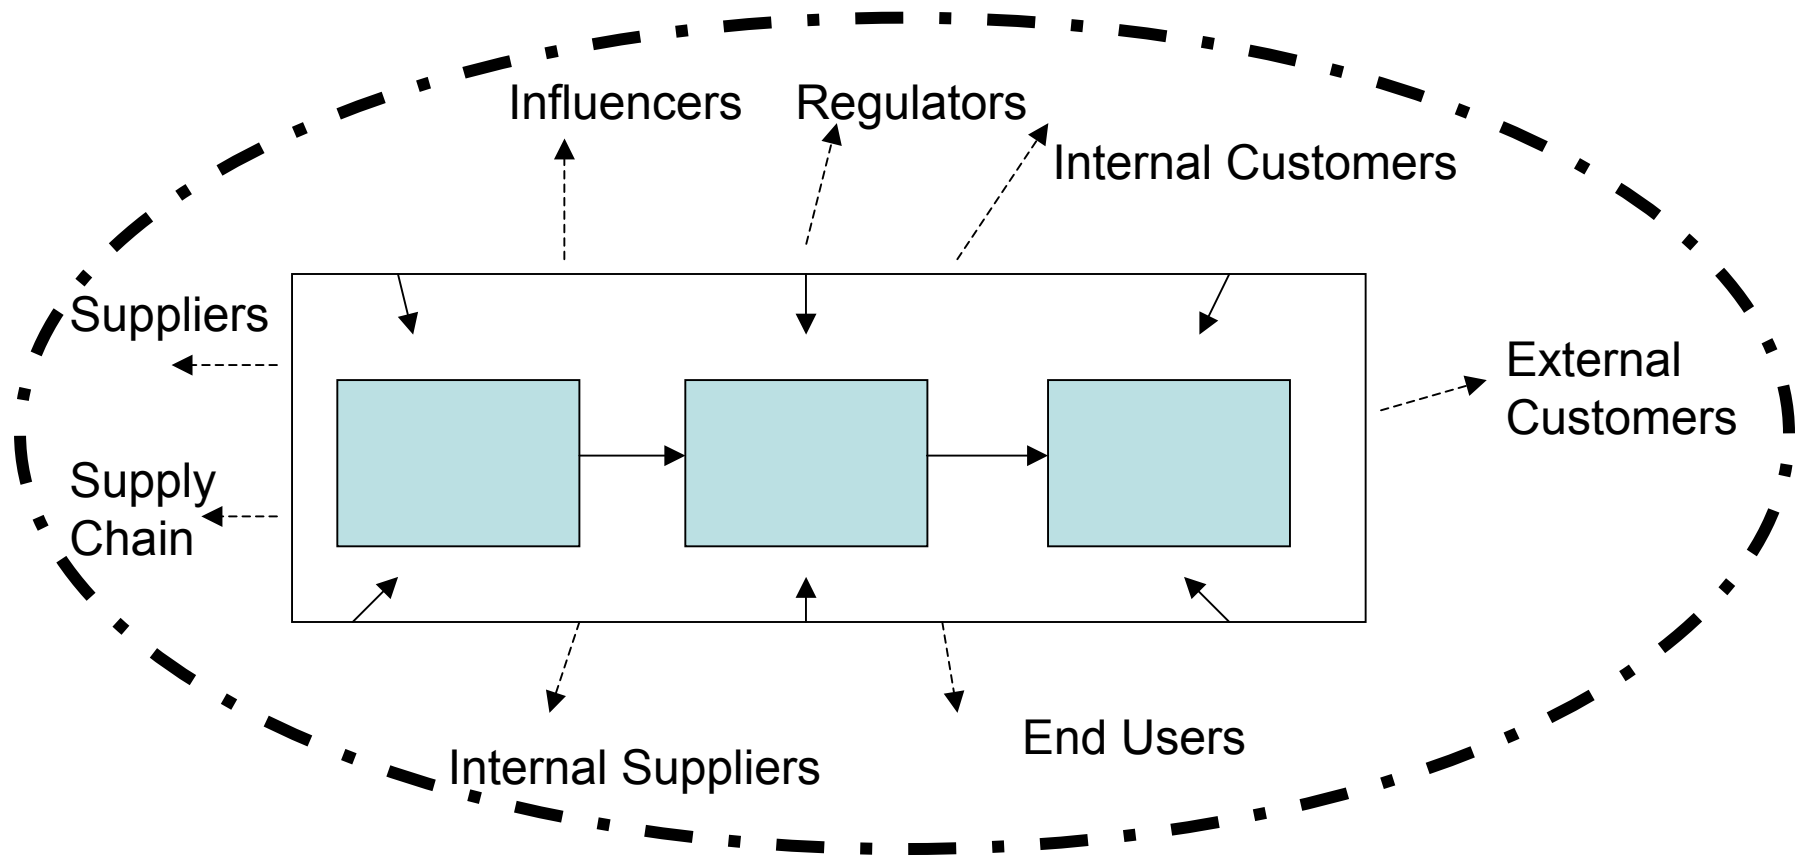 Influencers
Regulators
Internal Customers
Suppliers
External
Customers
Supply
Chain
End Users
Internal Suppliers